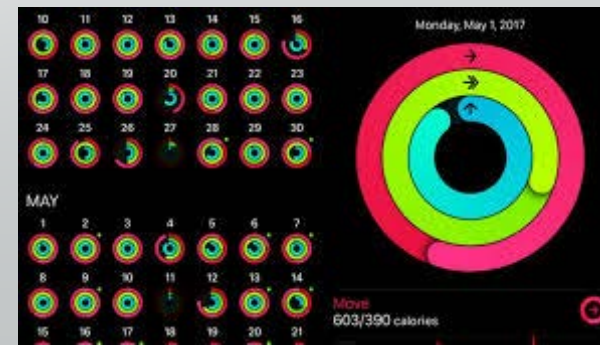 10 11 12 13 14 15 16
17 18 19 20 21 22 23
24 25 26 27 28 29 30
MAY
1 2 3 4 5 6 7
8 9 10 11 12 13 14
15 16 17 18 19 20 21
Monday, May 1, 2017
Move
603/390 calories